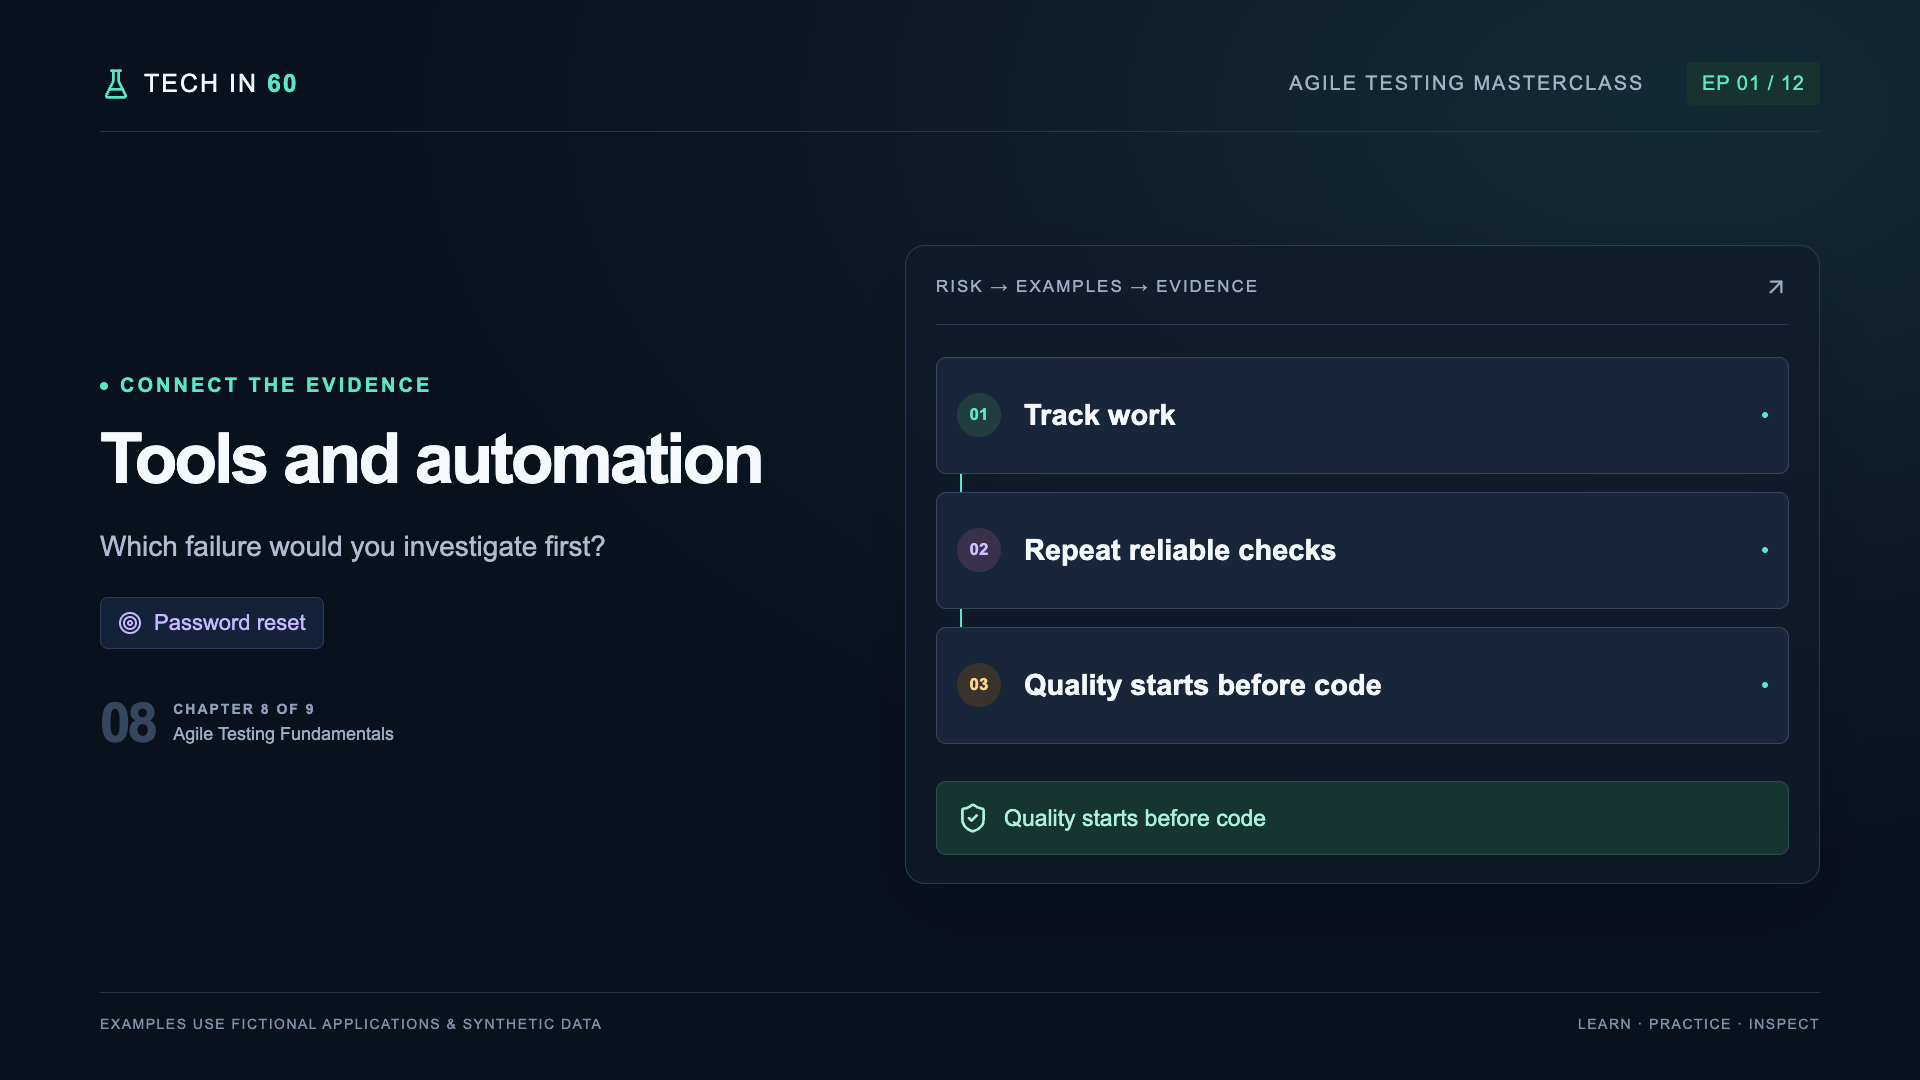 TECH IN 60
AGILE TESTING MASTERCLASS
EP 01 / 12
• CONNECT THE EVIDENCE
Tools and automation
Which failure would you investigate first?
Password reset
08
CHAPTER 8 OF 9
Agile Testing Fundamentals
RISK → EXAMPLES → EVIDENCE
01 Track work
02 Repeat reliable checks
03 Quality starts before code
Quality starts before code
EXAMPLES USE FICTIONAL APPLICATIONS & SYNTHETIC DATA
LEARN · PRACTICE · INSPECT